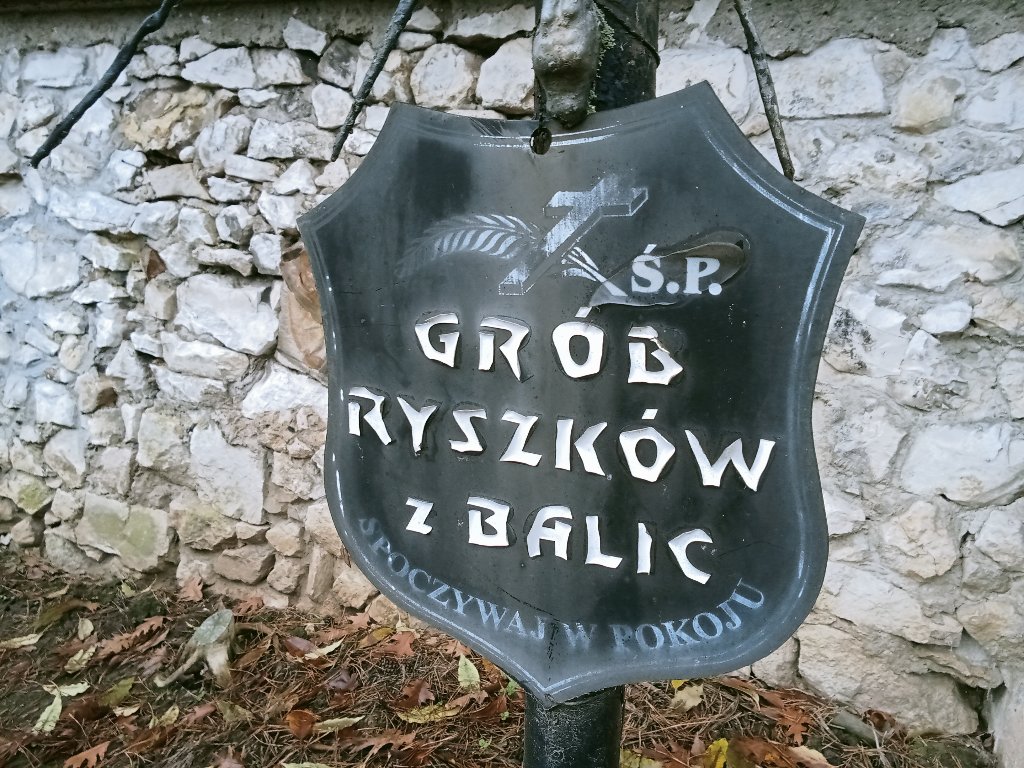 Ś.P.
GRÓB
RYSZKÓW
z BALIC
SPOCZYWAJ W POKOJU